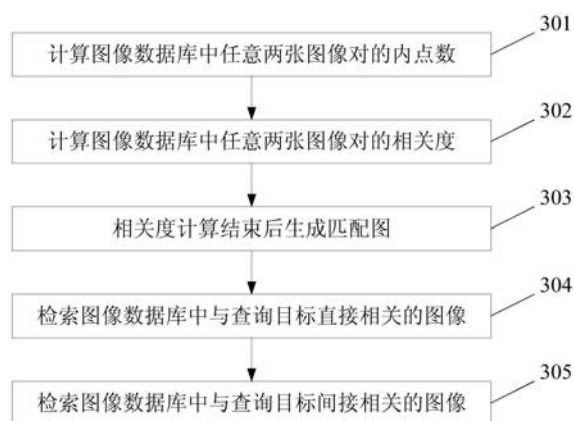 301
计算图像数据库中任意两张图像对的内点数
302
计算图像数据库中任意两张图像对的相关度
303
相关度计算结束后生成匹配图
304
检索图像数据库中与查询目标直接相关的图像
305
检索图像数据库中与查询目标间接相关的图像